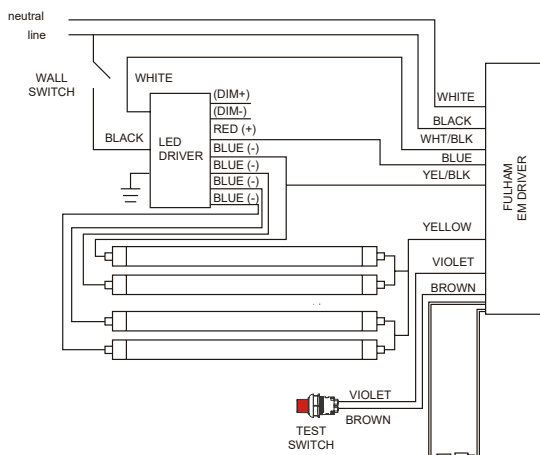 neutral
line
WALL
SWITCH
WHITE
BLACK
LED
DRIVER
(DIM+)
(DIM-)
RED (+)
BLUE (-)
BLUE (-)
BLUE (-)
BLUE (-)
WHITE
BLACK
WHT/BLK
BLUE
YEL/BLK
YELLOW
VIOLET
BROWN
FULHAM
EM DRIVER
VIOLET
BROWN
TEST
SWITCH